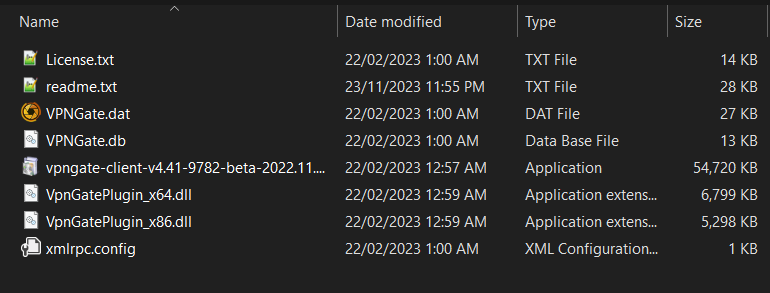 Name Date modified Type Size
License.txt 22/02/2023 1:00 AM TXT File 14 KB
readme.txt 23/11/2023 11:55 PM TXT File 28 KB
VPNGate.dat 22/02/2023 1:00 AM DAT File 27 KB
VPNGate.db 22/02/2023 1:00 AM Data Base File 13 KB
vpngate-client-v4.41-9782-beta-2022.11.... 22/02/2023 12:57 AM Application 54,720 KB
VpnGatePlugin_x64.dll 22/02/2023 12:59 AM Application extens... 6,799 KB
VpnGatePlugin_x86.dll 22/02/2023 12:59 AM Application extens... 5,298 KB
xmlrpc.config 22/02/2023 1:00 AM XML Configuration... 1 KB